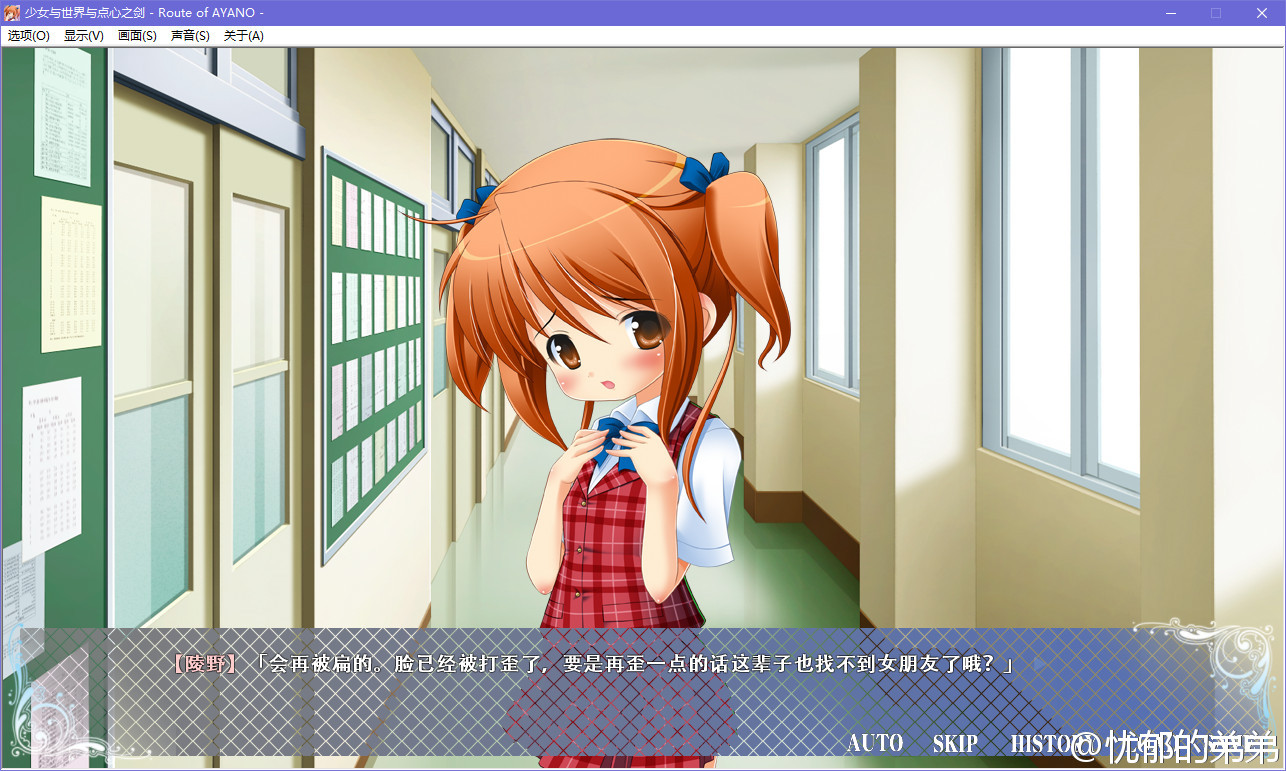 少女与世界与点心之剑 - Route of AYANO -
选项(O) 显示(V) 画面(S) 声音(S) 关于(A)
【陵野】「会再被扁的。脸已经被打歪了，要是再歪一点的话这辈子也找不到女朋友了哦？」
AUTO SKIP HISTO
@忧郁的弟弟